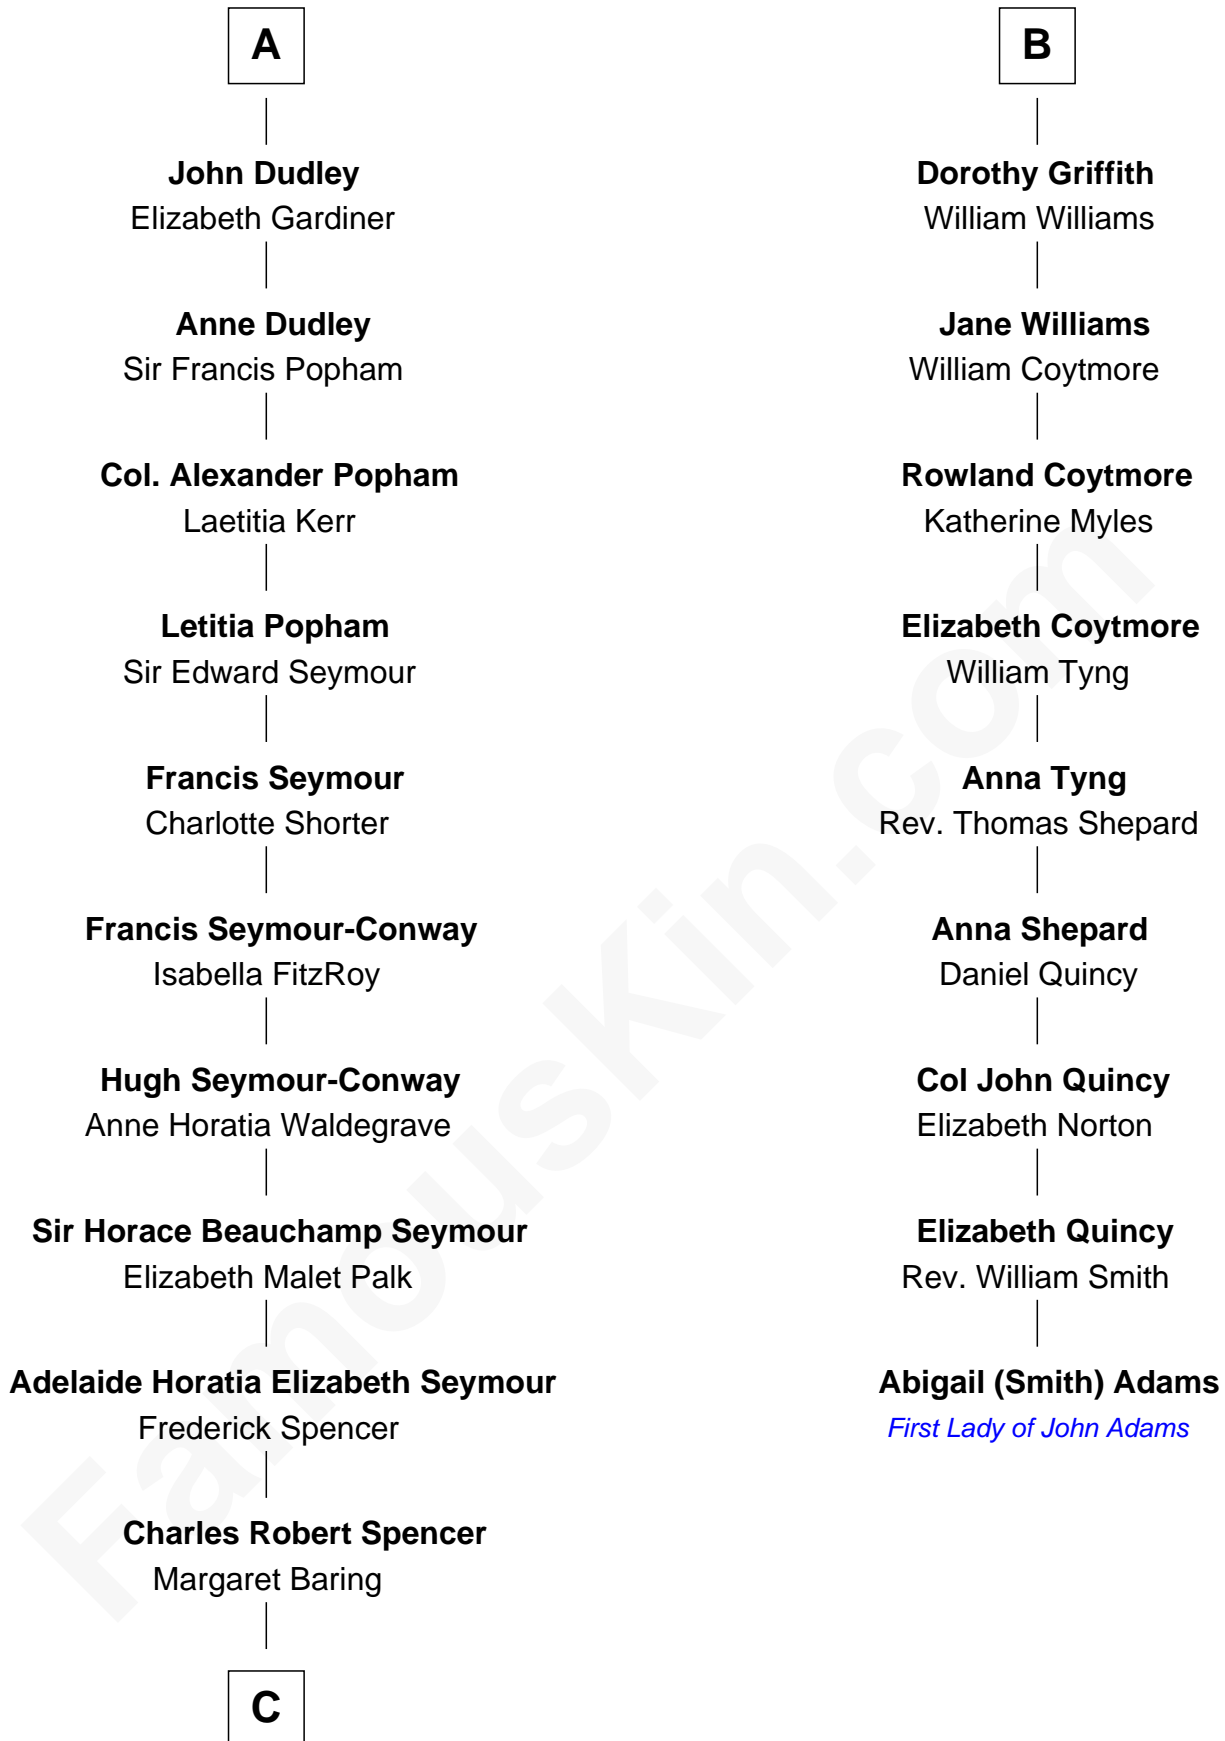 A
John Dudley
Elizabeth Gardiner
Anne Dudley
Sir Francis Popham
Col. Alexander Popham
Laetitia Kerr
Letitia Popham
Sir Edward Seymour
Francis Seymour
Charlotte Shorter
Francis Seymour-Conway
Isabella FitzRoy
Hugh Seymour-Conway
Anne Horatia Waldegrave
Sir Horace Beauchamp Seymour
Elizabeth Malet Palk
Adelaide Horatia Elizabeth Seymour
Frederick Spencer
Charles Robert Spencer
Margaret Baring
C
B
Dorothy Griffith
William Williams
Jane Williams
William Coytmore
Rowland Coytmore
Katherine Myles
Elizabeth Coytmore
William Tyng
Anna Tyng
Rev. Thomas Shepard
Anna Shepard
Daniel Quincy
Col John Quincy
Elizabeth Norton
Elizabeth Quincy
Rev. William Smith
Abigail (Smith) Adams
First Lady of John Adams
FamousKin.com